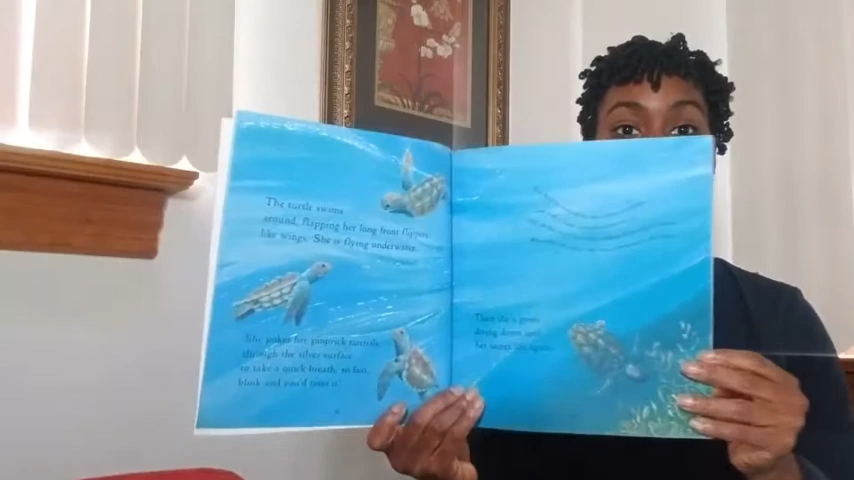 The turtle swims
around, flapping her long front flippers
like wings. She is flying underwater.
She pokes her pinprick nostrils
through the silver surface
to take a quick breath, so fast,
blink and you'd miss it!
Then she's gone,
diving down into
her secret life again.